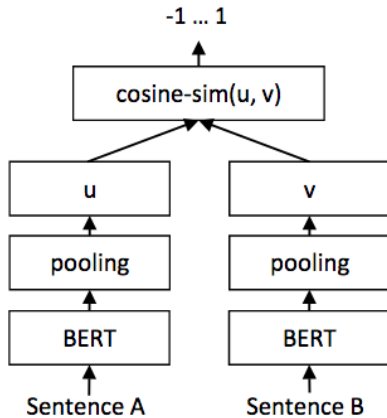 -1 ... 1
cosine-sim(u, v)
u v
pooling pooling
BERT BERT
Sentence A Sentence B